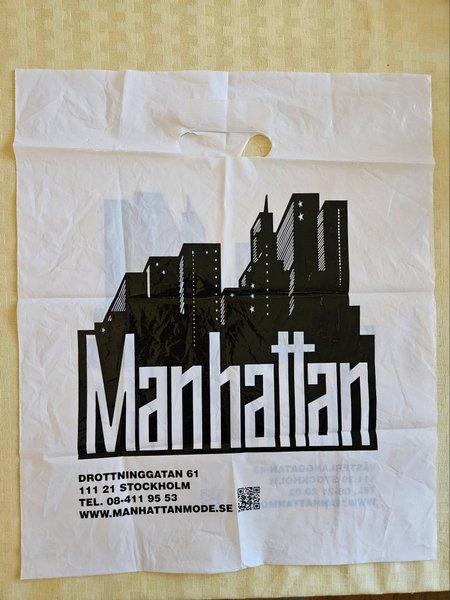 Manhattan
DROTTNINGGATAN 61
111 21 STOCKHOLM
TEL. 08-411 95 53
WWW.MANHATTANMODE.SE